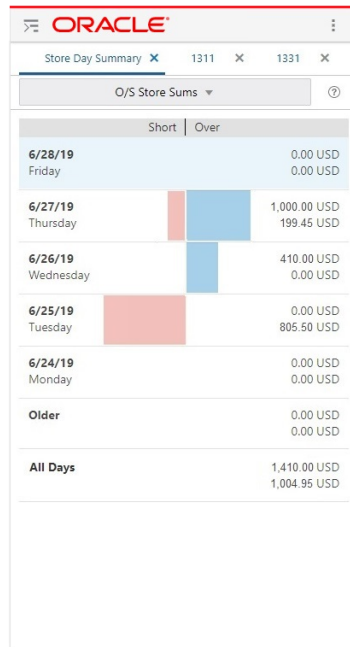 ORACLE
Store Day Summary × 1311 × 1331 ×
O/S Store Sums
Short Over
6/28/19 0.00 USD
Friday 0.00 USD
6/27/19 1,000.00 USD
Thursday 199.45 USD
6/26/19 410.00 USD
Wednesday 0.00 USD
6/25/19 0.00 USD
Tuesday 805.50 USD
6/24/19 0.00 USD
Monday 0.00 USD
Older 0.00 USD
0.00 USD
All Days 1,410.00 USD
1,004.95 USD